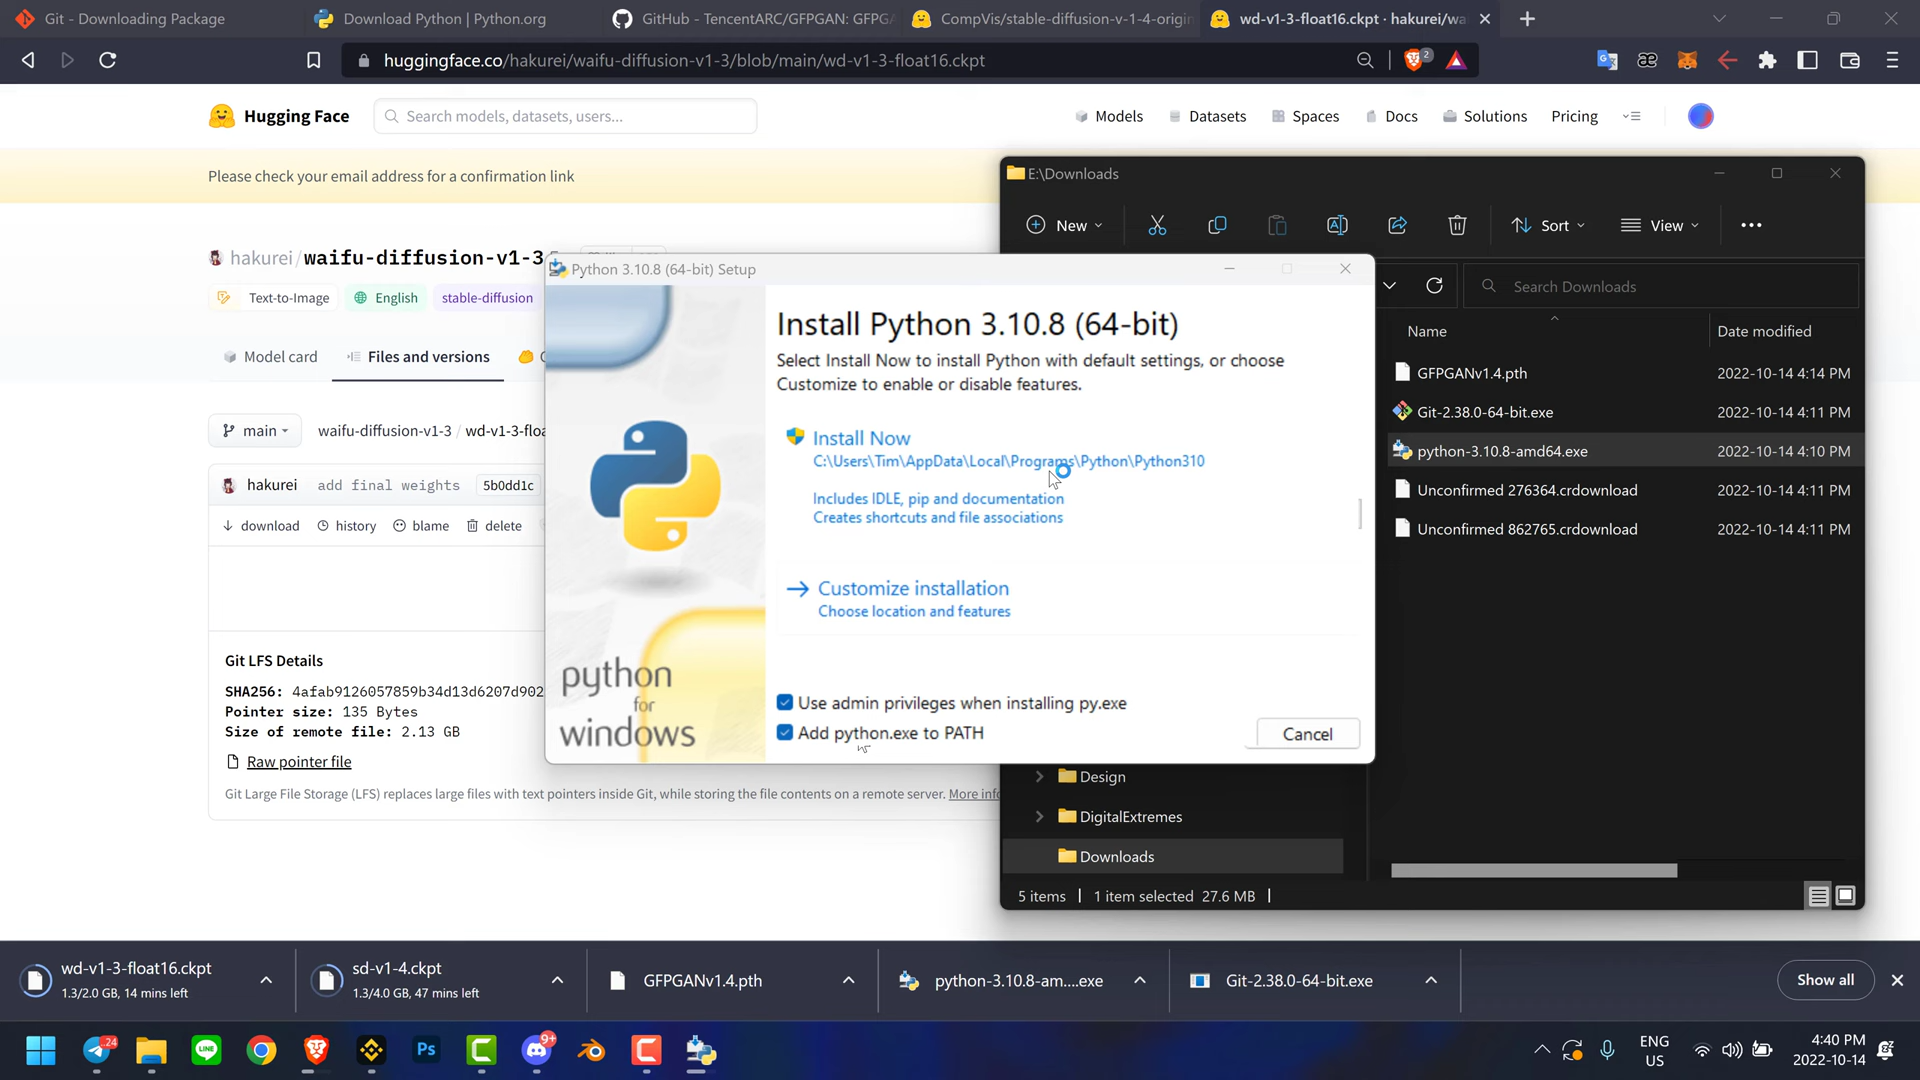 Git - Downloading Package
Download Python | Python.org
GitHub - TencentARC/GFPGAN: GFPGA
CompVis/stable-diffusion-v-1-4-origin
wd-v1-3-float16.ckpt · hakurei/wa
huggingface.co/hakurei/waifu-diffusion-v1-3/blob/main/wd-v1-3-float16.ckpt
2
Hugging Face
Search models, datasets, users...
Models
Datasets
Spaces
Docs
Solutions
Pricing
Please check your email address for a confirmation link
hakurei/waifu-diffusion-v1-3
Text-to-Image
English
stable-diffusion
Model card
Files and versions
main
waifu-diffusion-v1-3 / wd-v1-3-floa
hakurei add final weights 5b0dd1c
download
history
blame
delete
Git LFS Details
SHA256: 4afab9126057859b34d13d6207d902
Pointer size: 135 Bytes
Size of remote file: 2.13 GB
Raw pointer file
Git Large File Storage (LFS) replaces large files with text pointers inside Git, while storing the file contents on a remote server. More info
E:\Downloads
New
Sort
View
Search Downloads
Name
Date modified
GFPGANv1.4.pth 2022-10-14 4:14 PM
Git-2.38.0-64-bit.exe 2022-10-14 4:11 PM
python-3.10.8-amd64.exe 2022-10-14 4:10 PM
Unconfirmed 276364.crdownload 2022-10-14 4:11 PM
Unconfirmed 862765.crdownload 2022-10-14 4:11 PM
Design
DigitalExtremes
Downloads
5 items
1 item selected 27.6 MB
Python 3.10.8 (64-bit) Setup
Install Python 3.10.8 (64-bit)
Select Install Now to install Python with default settings, or choose
Customize to enable or disable features.
Install Now
C:\Users\Tim\AppData\Local\Programs\Python\Python310
Includes IDLE, pip and documentation
Creates shortcuts and file associations
Customize installation
Choose location and features
python
for
windows
Use admin privileges when installing py.exe
Add python.exe to PATH
Cancel
wd-v1-3-float16.ckpt
1.3/2.0 GB, 14 mins left
sd-v1-4.ckpt
1.3/4.0 GB, 47 mins left
GFPGANv1.4.pth
python-3.10.8-am....exe
Git-2.38.0-64-bit.exe
Show all
24
Ps
9+
ENG
US
4:40 PM
2022-10-14